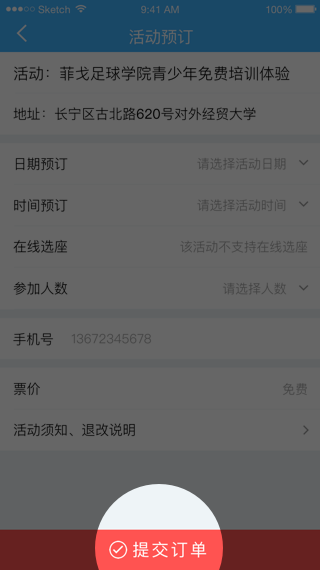 Sketch 9:41 AM 100%
活动预订
活动：菲戈足球学院青少年免费培训体验
地址：长宁区古北路620号对外经贸大学
日期预订 请选择活动日期
时间预订 请选择活动时间
在线选座 该活动不支持在线选座
参加人数 请选择人数
手机号 13672345678
票价 免费
活动须知、退改说明
提交订单